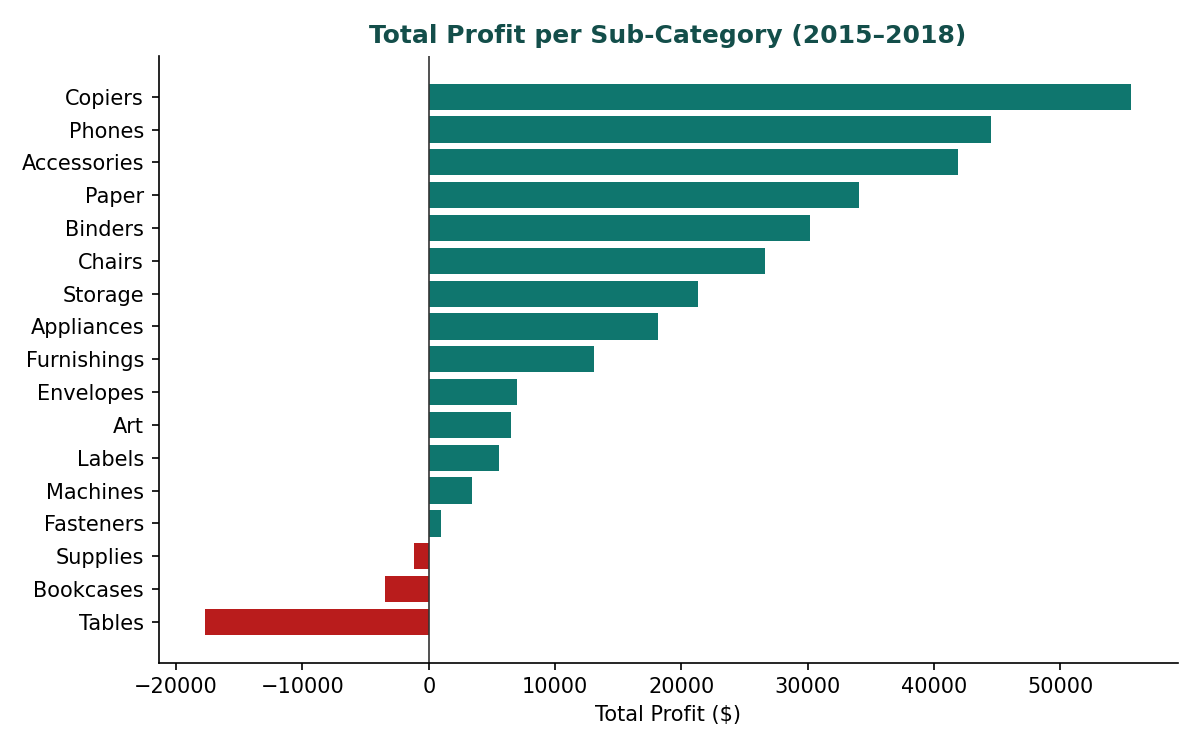 Total Profit per Sub-Category (2015–2018)
Copiers
Phones
Accessories
Paper
Binders
Chairs
Storage
Appliances
Furnishings
Envelopes
Art
Labels
Machines
Fasteners
Supplies
Bookcases
Tables
−20000 −10000 0 10000 20000 30000 40000 50000
Total Profit ($)